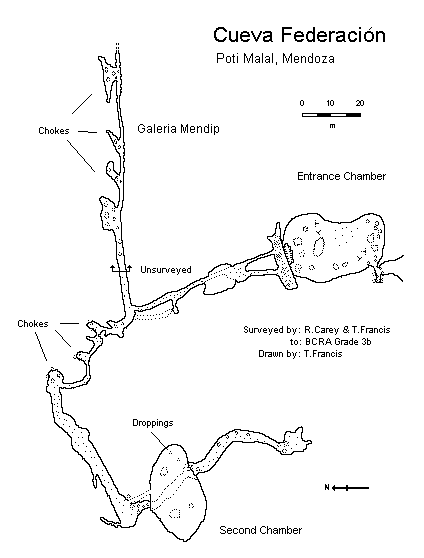 Cueva Federación
Poti Malal, Mendoza
0 10 20
m
Chokes
Galeria Mendip
Entrance Chamber
Unsurveyed
Chokes
Surveyed by: R.Carey & T.Francis
to: BCRA Grade 3b
Drawn by: T.Francis
Droppings
N
Second Chamber